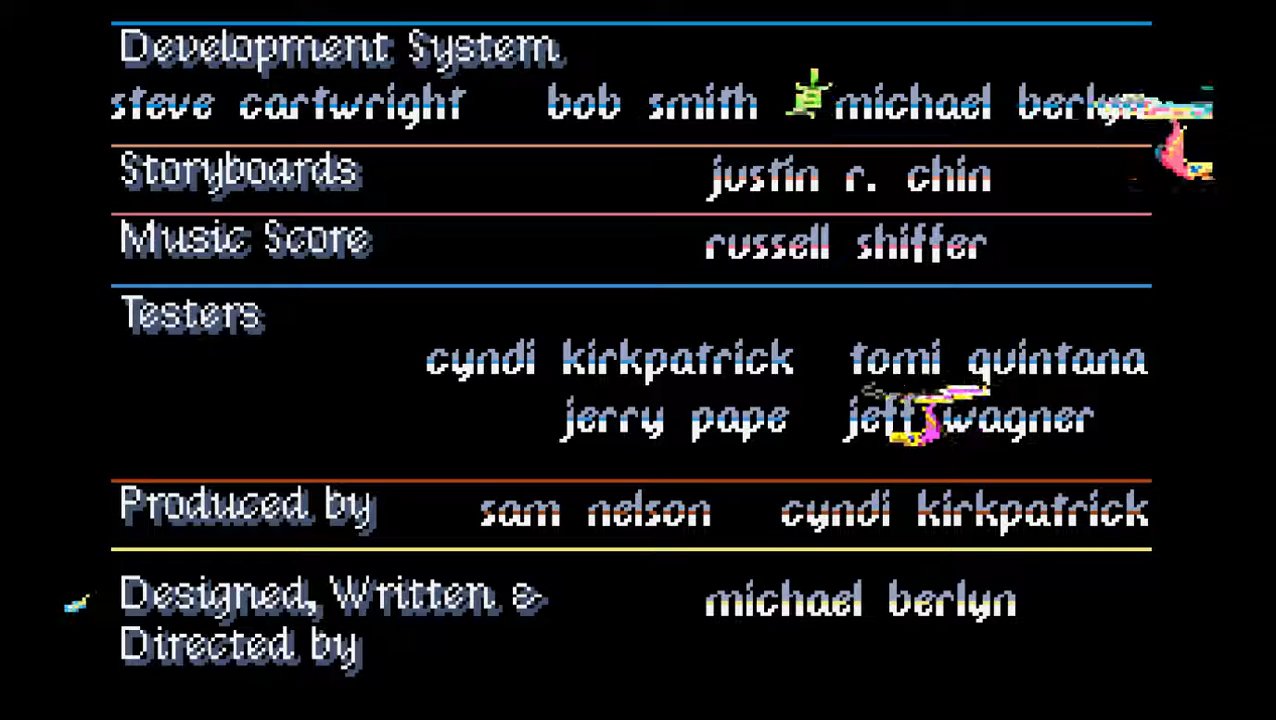 Development System
steve cartwright bob smith michael berlyn
Storyboards justin r. chin
Music Score russell shiffer
Testers
cyndi kirkpatrick tomi quintana
jerry pape jeff wagner
Produced by sam nelson cyndi kirkpatrick
Designed, Written & michael berlyn
Directed by